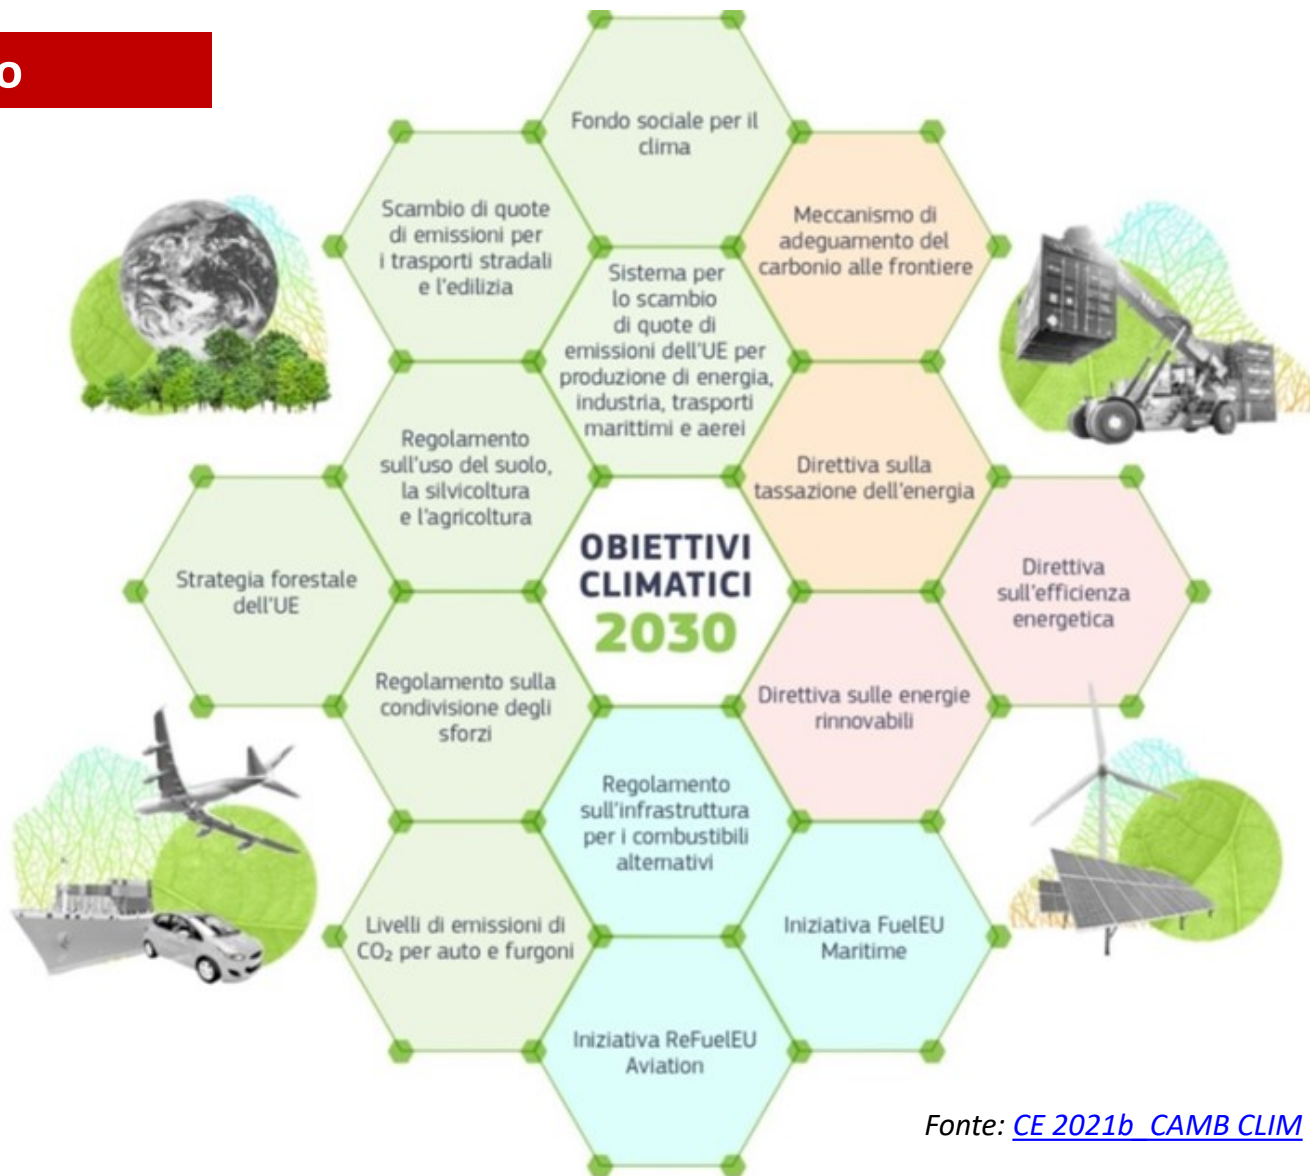 o
Fondo sociale per il
clima
Scambio di quote
di emissioni per
i trasporti stradali
e l'edilizia
Meccanismo di
adeguamento del
carbonio alle frontiere
Sistema per
lo scambio
di quote di
emissioni dell'UE per
produzione di energia,
industria, trasporti
marittimi e aerei
Regolamento
sull'uso del suolo,
la silvicoltura
e l'agricoltura
Direttiva sulla
tassazione dell'energia
Strategia forestale
dell'UE
OBIETTIVI
CLIMATICI
2030
Direttiva
sull'efficienza
energetica
Regolamento sulla
condivisione degli
sforzi
Direttiva sulle energie
rinnovabili
Regolamento
sull'infrastruttura
per i combustibili
alternativi
Livelli di emissioni di
CO₂ per auto e furgoni
Iniziativa FuelEU
Maritime
Iniziativa ReFuelEU
Aviation
Fonte: CE 2021b_CAMB CLIM